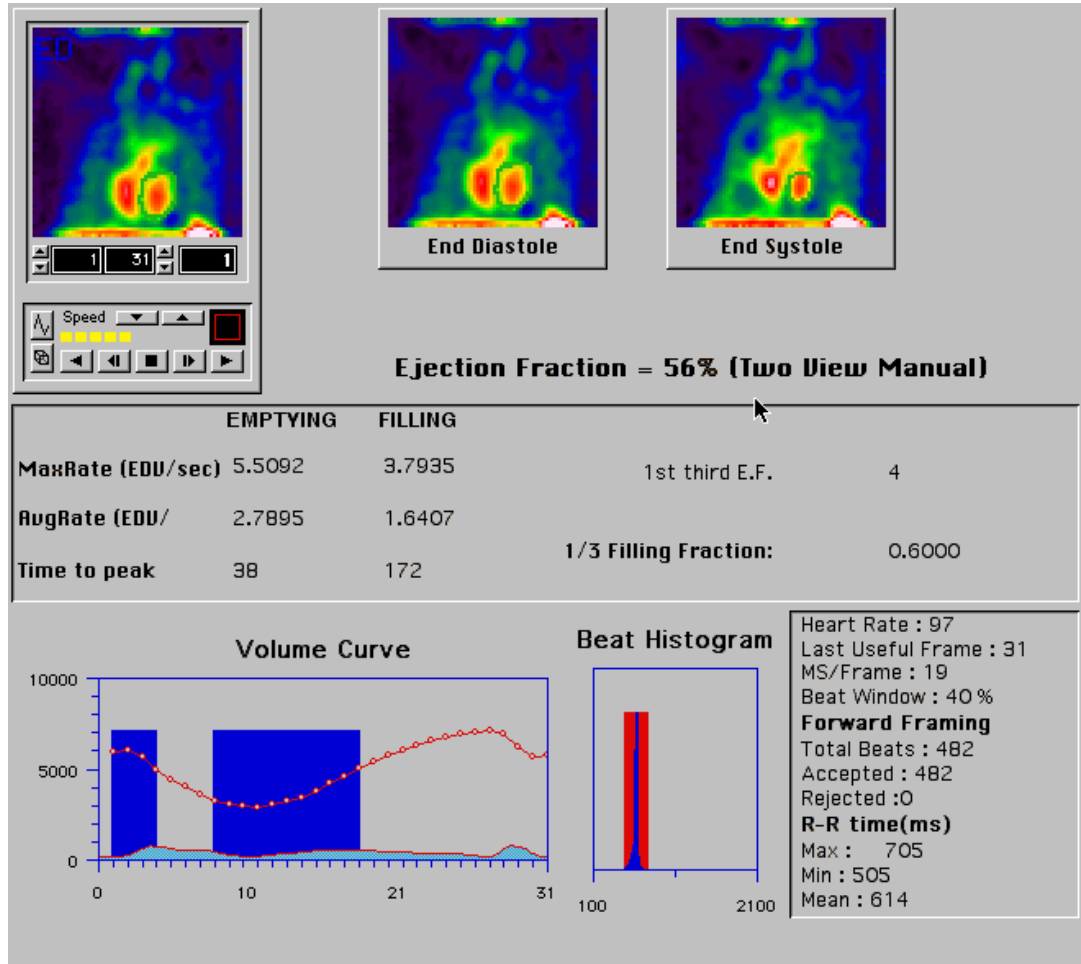 ED
1 31 1
Speed
End Diastole
End Systole
Ejection Fraction = 56% (Two View Manual)
EMPTYING FILLING
MaxRate (EDV/sec) 5.5092 3.7935
AvgRate (EDV/ 2.7895 1.6407
Time to peak 38 172
1st third E.F. 4
1/3 Filling Fraction: 0.6000
Volume Curve
10000
5000
0
0 10 21 31
Beat Histogram
100 2100
Heart Rate : 97
Last Useful Frame : 31
MS/Frame : 19
Beat Window : 40 %
Forward Framing
Total Beats : 482
Accepted : 482
Rejected :0
R-R time(ms)
Max : 705
Min : 505
Mean : 614